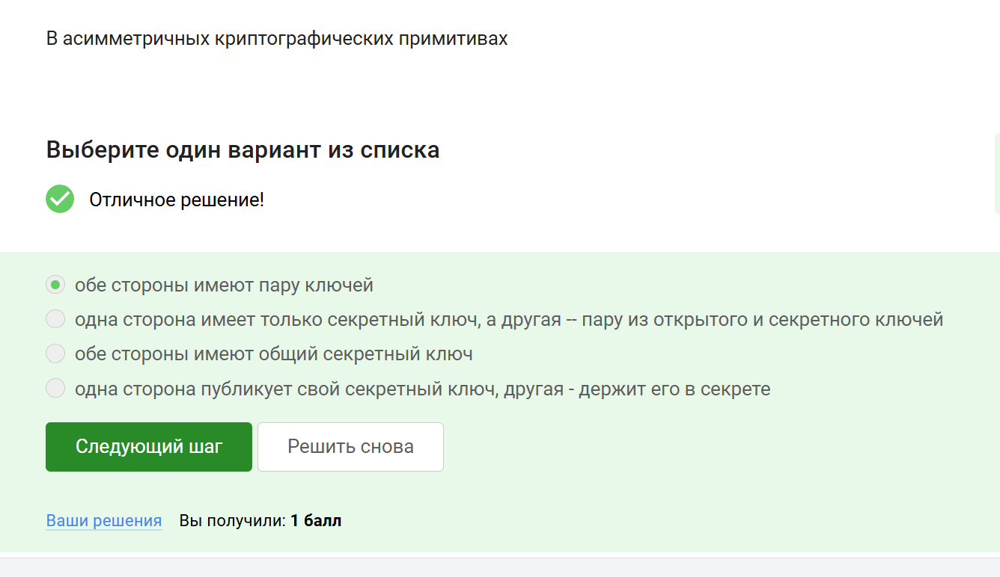 В асимметричных криптографических примитивах
Выберите один вариант из списка
Отличное решение!
обе стороны имеют пару ключей
одна сторона имеет только секретный ключ, а другая -- пару из открытого и секретного ключей
обе стороны имеют общий секретный ключ
одна сторона публикует свой секретный ключ, другая - держит его в секрете
Следующий шаг Решить снова
Ваши решения Вы получили: 1 балл